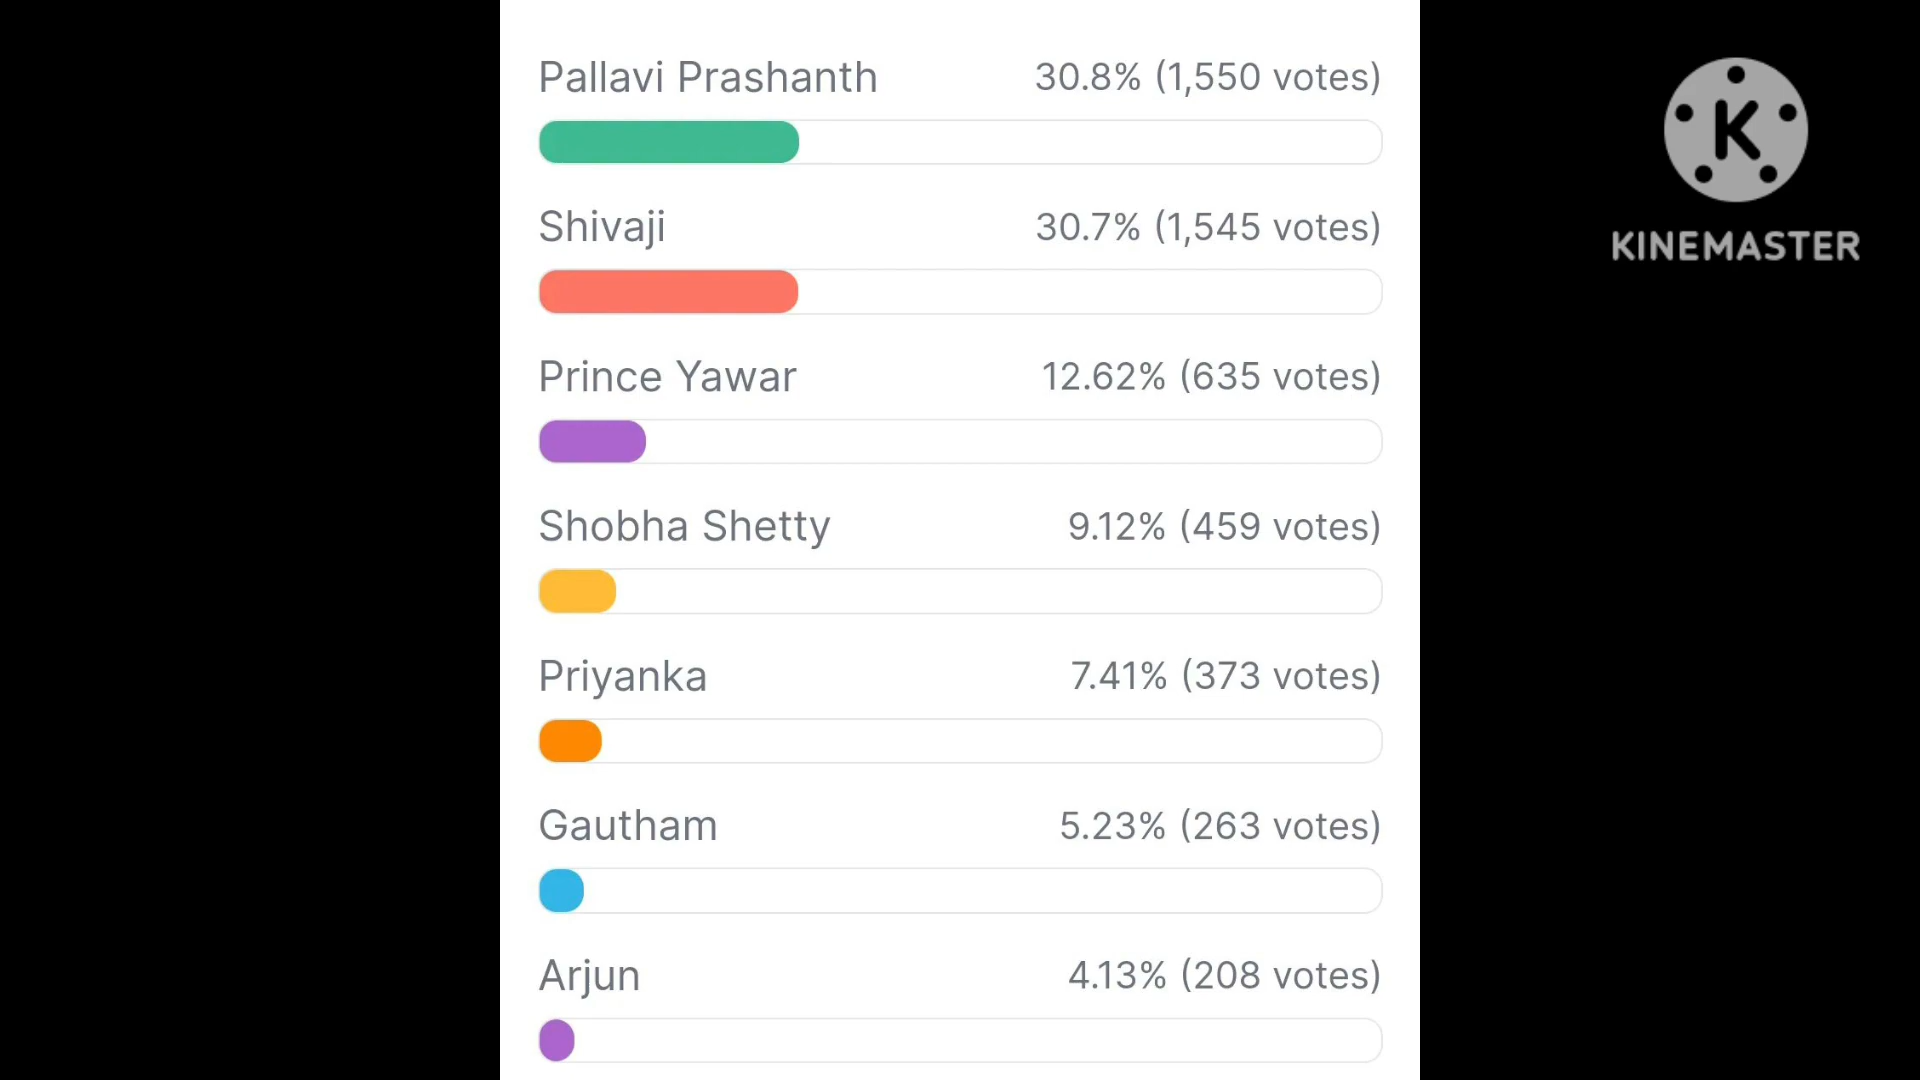 Pallavi Prashanth 30.8% (1,550 votes)
Shivaji 30.7% (1,545 votes)
Prince Yawar 12.62% (635 votes)
Shobha Shetty 9.12% (459 votes)
Priyanka 7.41% (373 votes)
Gautham 5.23% (263 votes)
Arjun 4.13% (208 votes)
K
KINEMASTER